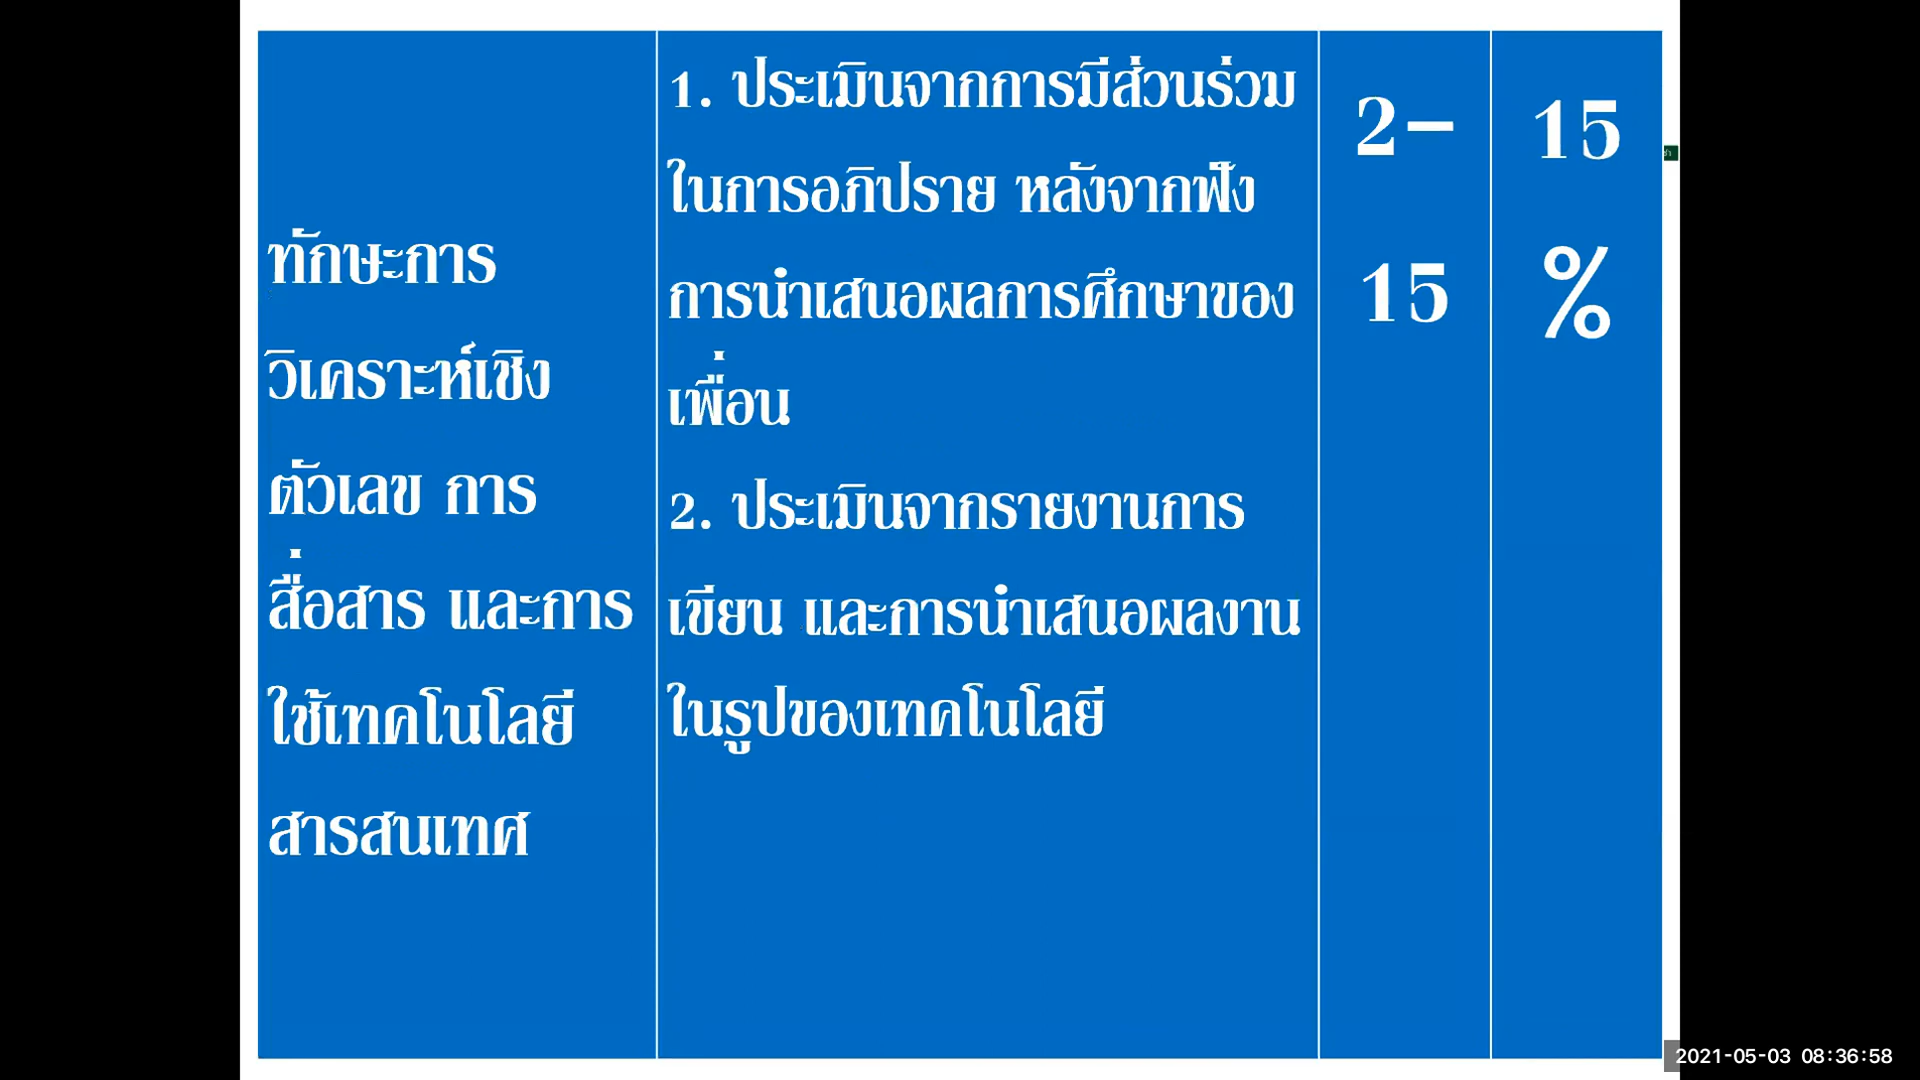 ทักษะการ
วิเคราะห์เชิง
ตัวเลข การ
สื่อสาร และการ
ใช้เทคโนโลยี
สารสนเทศ
1. ประเมินจากการมีส่วนร่วม
ในการอภิปราย หลังจากฟัง
การนำเสนอผลการศึกษาของ
เพื่อน
2. ประเมินจากรายงานการ
เขียน และการนำเสนอผลงาน
ในรูปของเทคโนโลยี
2-
15
15
%
2021-05-03 08:36:58